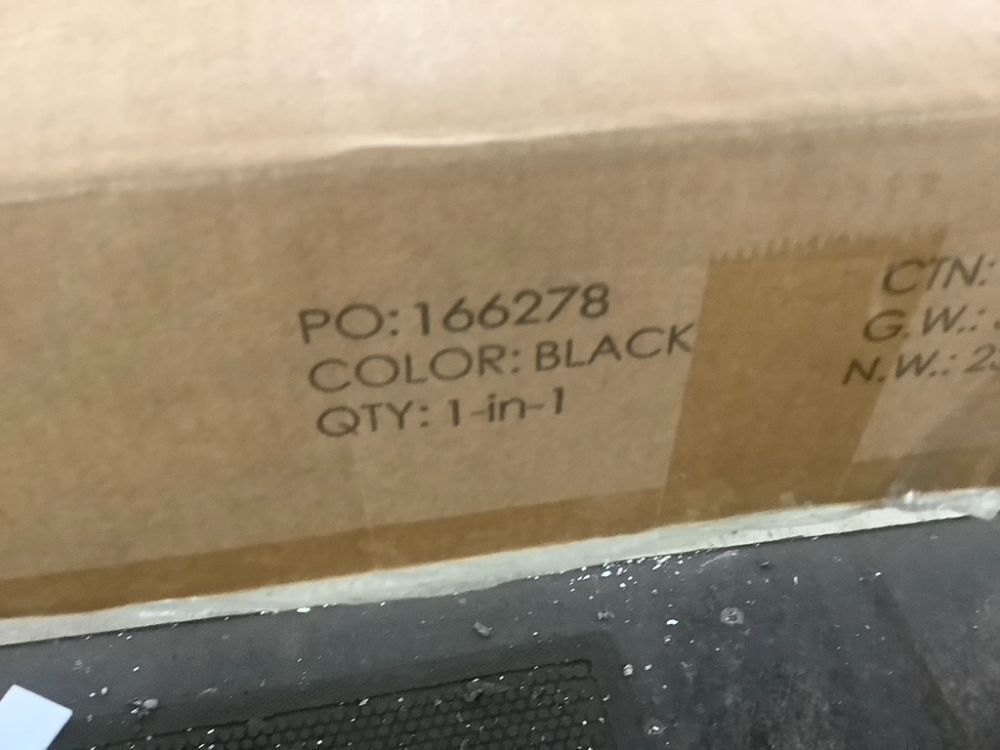 PO:166278
COLOR: BLACK
QTY: 1-in-1
CTN:
G.W.:
N.W.: